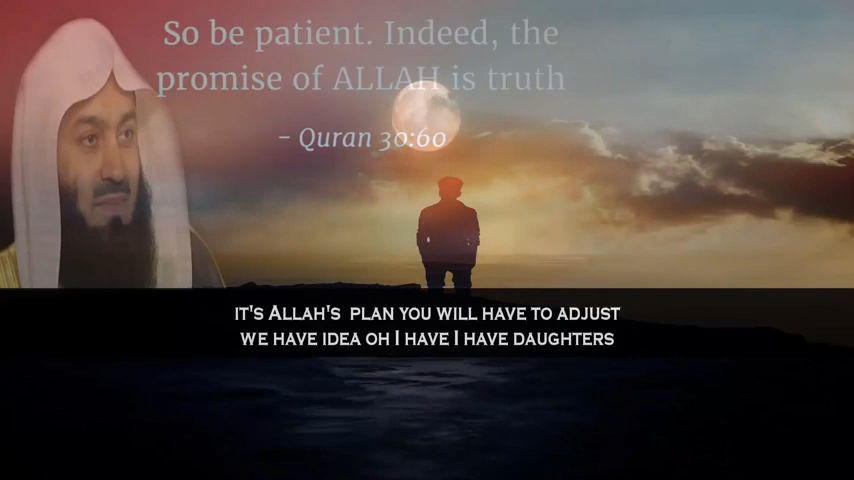 So be patient. Indeed, the
promise of ALLAH is truth
- Quran 30:60
IT'S ALLAH'S PLAN YOU WILL HAVE TO ADJUST
WE HAVE IDEA OH I HAVE I HAVE DAUGHTERS